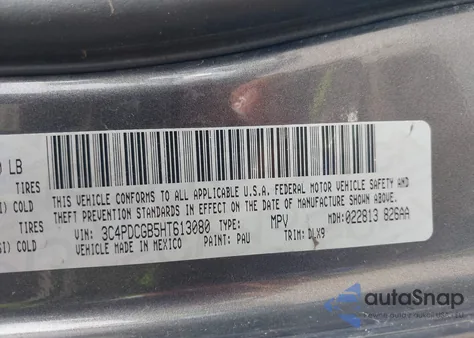 0 LB
TIRES
I) COLD
TIRES
I) COLD
THIS VEHICLE CONFORMS TO ALL APPLICABLE U.S.A. FEDERAL MOTOR VEHICLE SAFETY AND
THEFT PREVENTION STANDARDS IN EFFECT ON THE DATE OF MANUFACTURE SHOWN ABOVE
VIN: 3C4PDCGB5HT613080 TYPE: MPV MDH: 022813 826AA
VEHICLE MADE IN MEXICO PAINT: PAU TRIM: DLX9
autoSnap